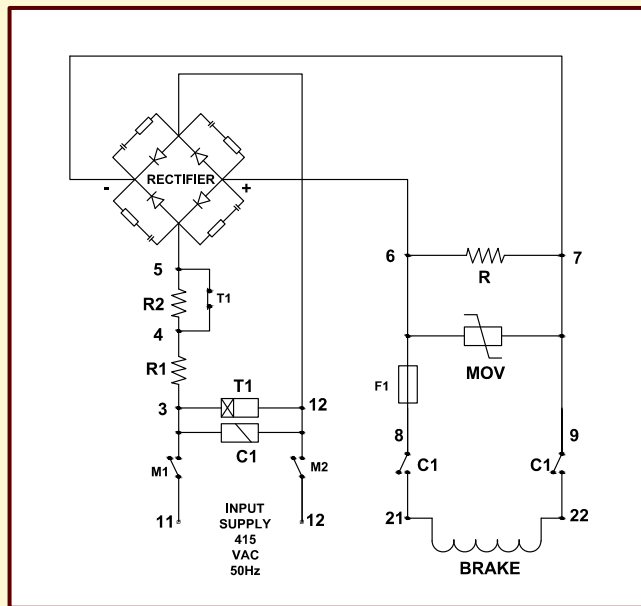 RECTIFIER
- +
5
R2 T1
4
R1
3 T1 12
C1
M1 M2
11 12
INPUT
SUPPLY
415
VAC
50Hz
6 7
R
MOV
F1
8 9
C1 C1
21 22
BRAKE